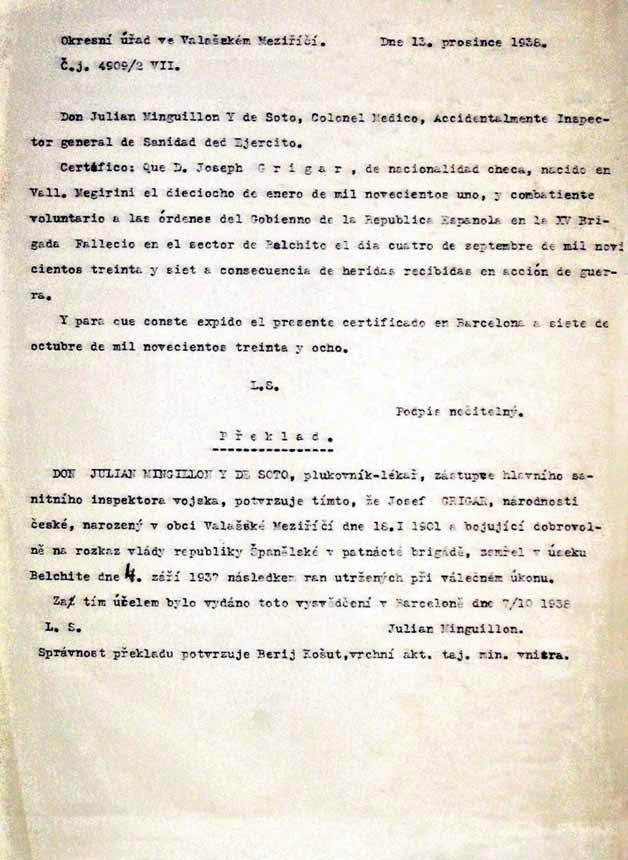 Okresní úřad ve Valašském Meziříčí. Dne 13. prosince 1938.
Č.j. 4909/2 VII.
Don Julian Minguillon Y de Soto, Colonel Medico, Accidentalmente Inspec-
tor general de Sanidad ded Ejercito.
Certéfico: Que D. Joseph G r i g a r , de nacionalidad checa, nacido en
Vall. Megirini el dieciocho de enero de mil novecientos uno, y combatiente
voluntario a las órdenes del Gobienno de la Republica Espanola en la XV Bri-
gada Fallecio en el sector de Belchito el dia cuatro de septembre de mil novi
cientos treinta y siet a consecuencia de heridas recibidas en acción de guer-
ra.
Y para que conste expido el presente certificado en Barcelona a siete de
octubre de mil novecientos treinta y ocho.
L.S.
Podpis nečitelný.
P ř e k l a d .
DON JULIAN MINGILLON Y DE SOTO, plukovník-lékař, zástupve hlavního sa-
nitního inspektora vojska, potvrzuje tímto, že Josef GRIGAR, národnosti
české, narozený v obci Valašské Meziříčí dne 18.I 1901 a bojující dobrovol-
ně na rozkaz vlády republiky Španělské v patnácté brigádě, zemřel v úseku
Belchite dne 4. září 1937 následkem ran utržených při válečném úkonu.
Za tím účelem bylo vydáno toto vysvědčení v Barceloně dne 7/10 1938
L. S. Julian Minguillon.
Správnost překladu potvrzuje Berij Košut,vrchní akt. taj. min. vnitra.